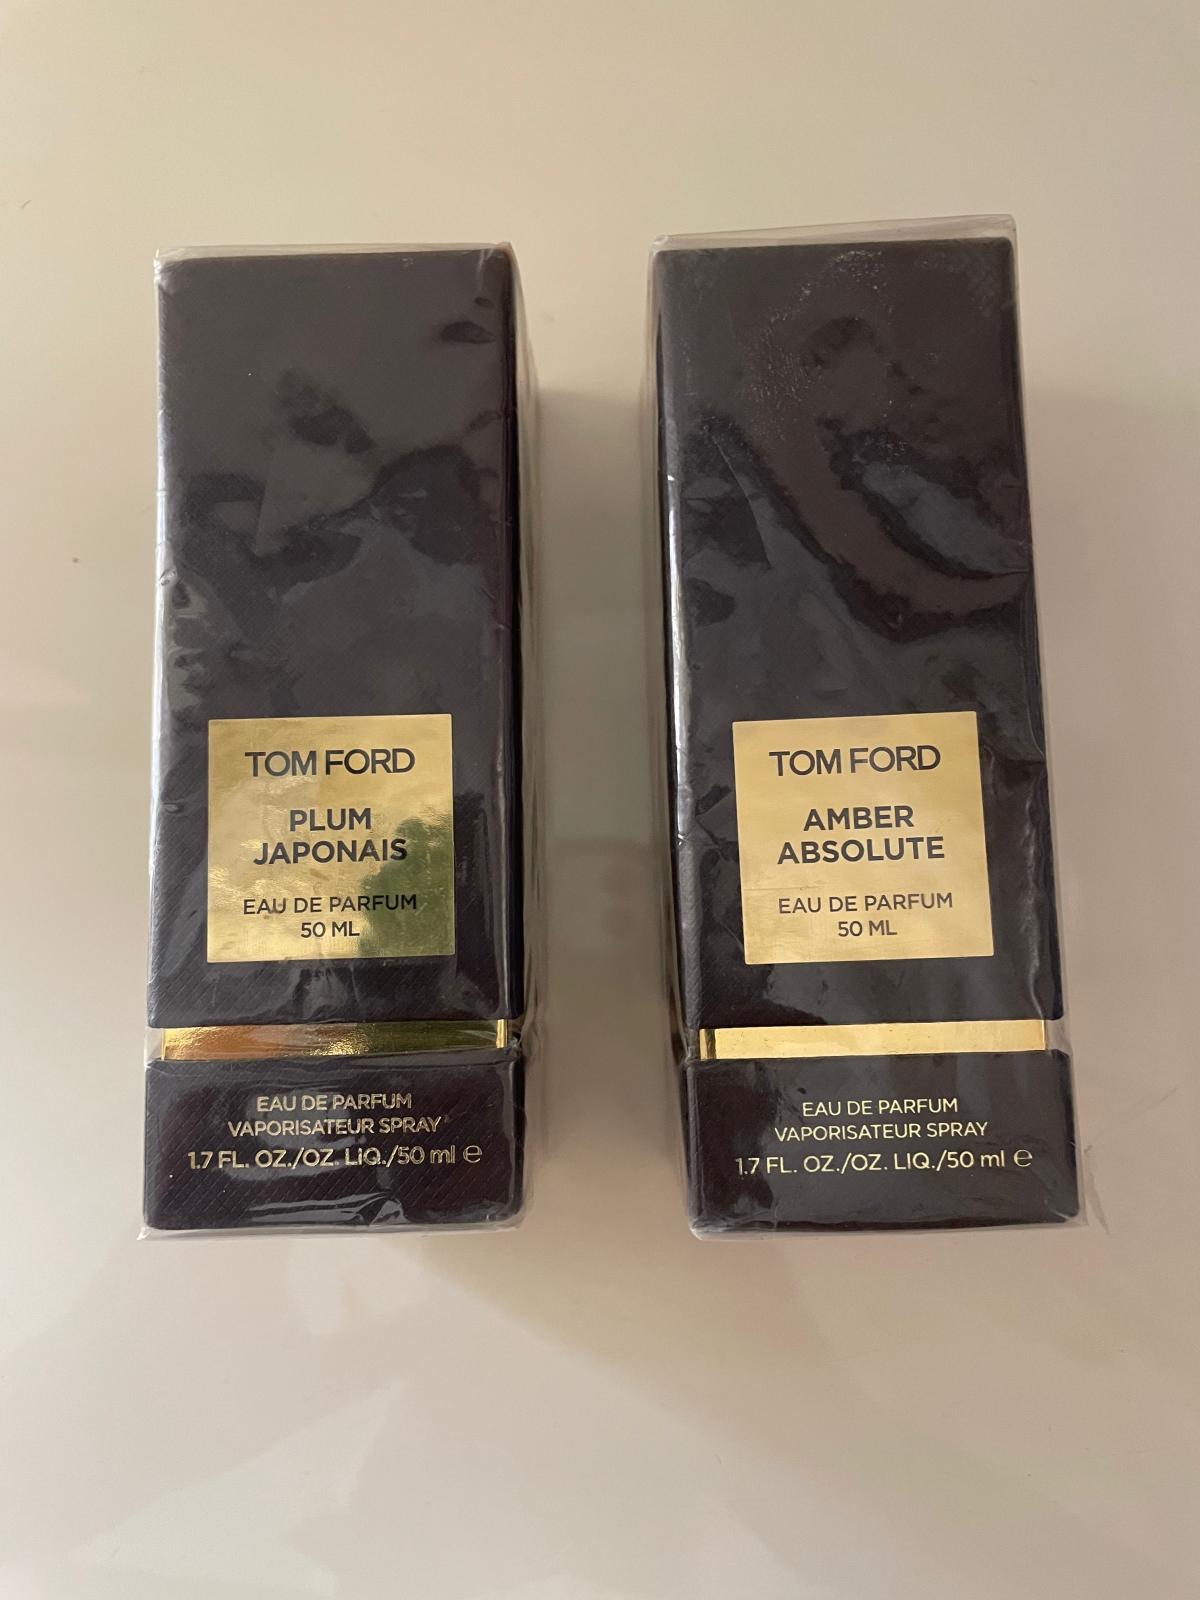 TOM FORD
PLUM
JAPONAIS
EAU DE PARFUM
50 ML
EAU DE PARFUM
VAPORISATEUR SPRAY
1.7 FL. OZ./OZ. LIQ./50 ml ℮
TOM FORD
AMBER
ABSOLUTE
EAU DE PARFUM
50 ML
EAU DE PARFUM
VAPORISATEUR SPRAY
1.7 FL. OZ./OZ. LIQ./50 ml ℮